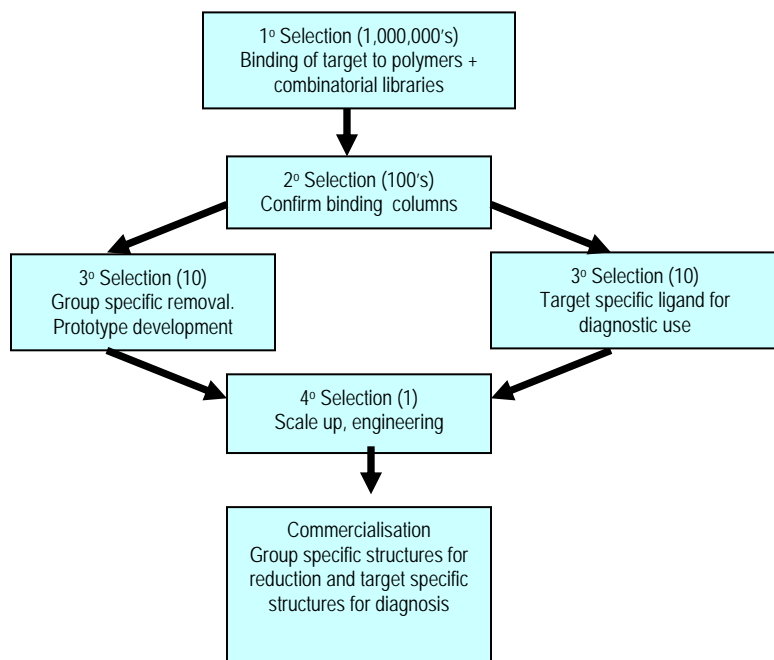 1º Selection (1,000,000's)
Binding of target to polymers +
combinatorial libraries
2º Selection (100's)
Confirm binding columns
3º Selection (10)
Group specific removal.
Prototype development
3º Selection (10)
Target specific ligand for
diagnostic use
4º Selection (1)
Scale up, engineering
Commercialisation
Group specific structures for
reduction and target specific
structures for diagnosis